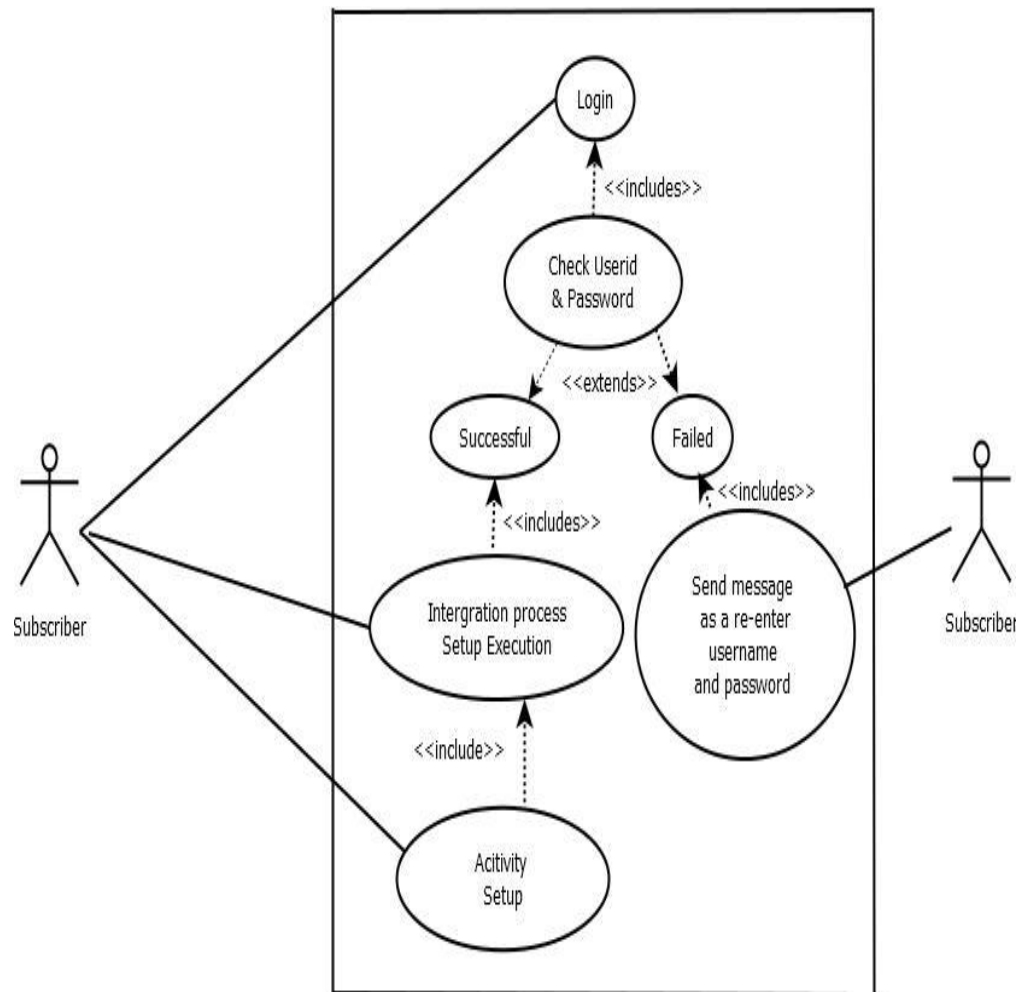 Login
<<includes>>
Check Userid
& Password
<<extends>>
Successful
Failed
<<includes>>
<<includes>>
Subscriber
Intergration process
Setup Execution
Send message
as a re-enter
username
and password
Subscriber
<<include>>
Acitivity
Setup